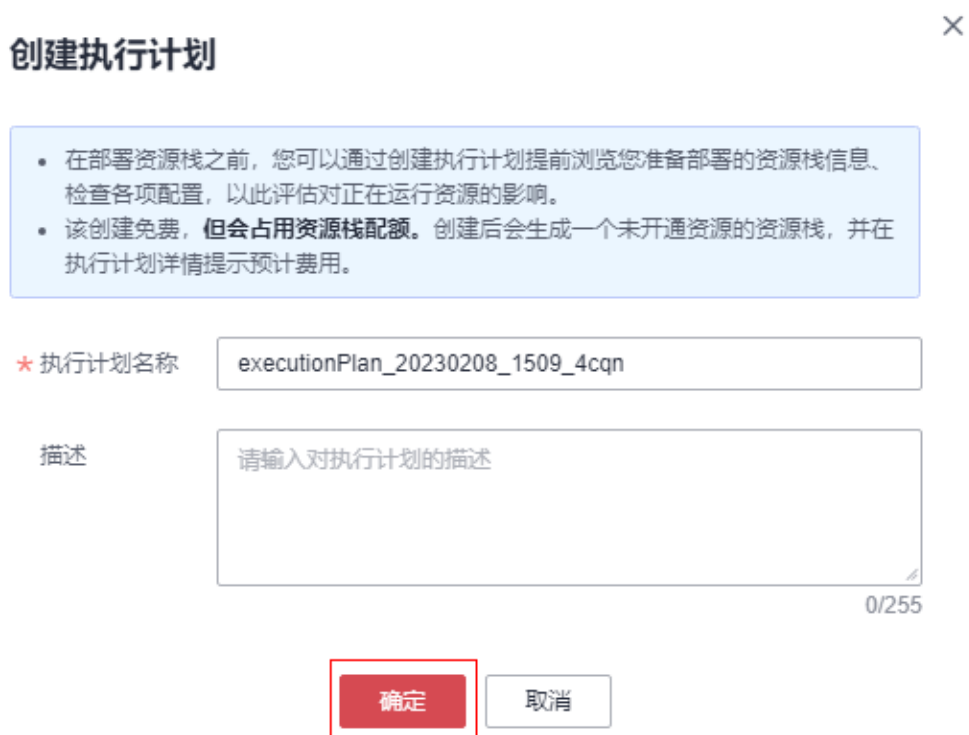 创建执行计划
在部署资源栈之前，您可以通过创建执行计划提前浏览您准备部署的资源栈信息、
检查各项配置，以此评估对正在运行资源的影响。
该创建免费，但会占用资源栈配额。创建后会生成一个未开通资源的资源栈，并在
执行计划详情提示预计费用。
* 执行计划名称 executionPlan_20230208_1509_4cqn
描述
请输入对执行计划的描述
0/255
确定 取消